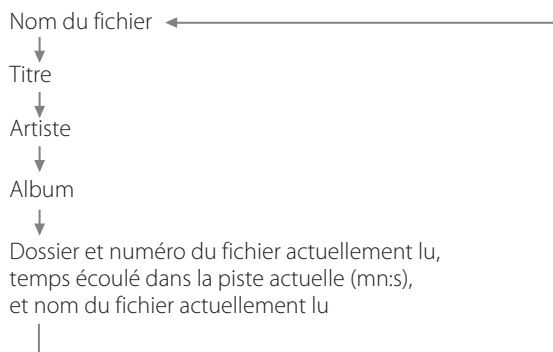 Nom du fichier
Titre
Artiste
Album
Dossier et numéro du fichier actuellement lu,
temps écoulé dans la piste actuelle (mn:s),
et nom du fichier actuellement lu